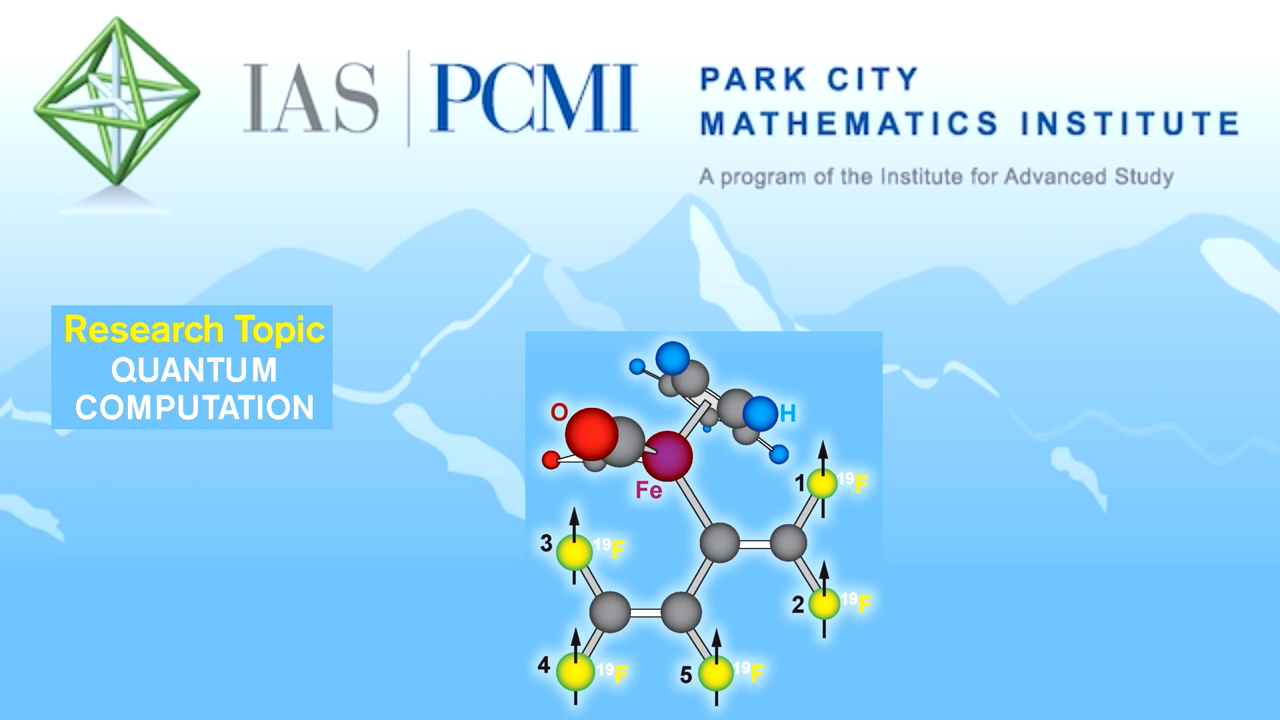 IAS | PCMI
PARK CITY
MATHEMATICS INSTITUTE
A program of the Institute for Advanced Study
Research Topic
QUANTUM
COMPUTATION
O
H
Fe
1 ¹⁹F
3 ¹⁹F
2 ¹⁹F
4 ¹⁹F
5 ¹⁹F